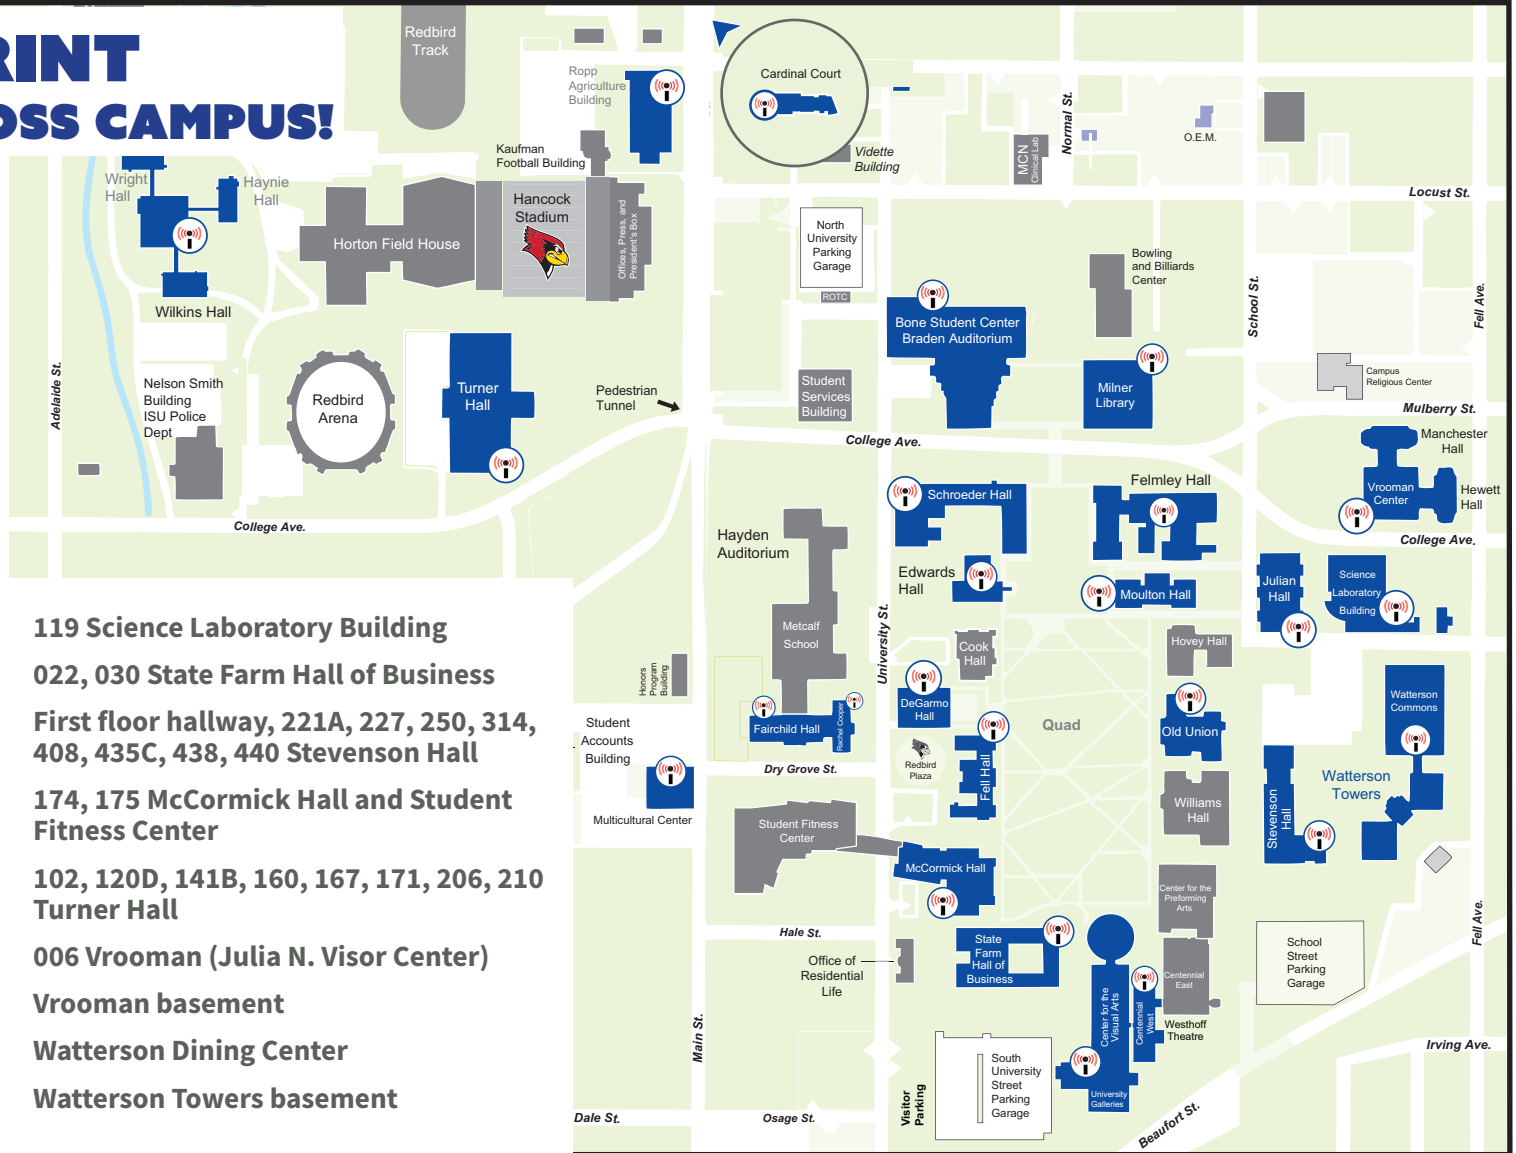 RINT
OSS CAMPUS!
Redbird
Track
Ropp
Agriculture
Building
Cardinal Court
Normal St.
O.E.M.
MCN
Clinical Lab
Kaufman
Football Building
Vidette
Building
Wright
Hall
Haynie
Hall
Locust St.
Hancock
Stadium
Offices, Press, and
President's Box
Horton Field House
North
University
Parking
Garage
ROTC
Bowling
and Billiards
Center
School St.
Fell Ave.
Wilkins Hall
Bone Student Center
Braden Auditorium
Adelaide St.
Nelson Smith
Building
ISU Police
Dept
Redbird
Arena
Turner
Hall
Pedestrian
Tunnel
Student
Services
Building
Milner
Library
Campus
Religious Center
Mulberry St.
College Ave.
Manchester
Hall
Vrooman
Center
Hewett
Hall
Schroeder Hall
Felmley Hall
College Ave.
College Ave.
Hayden
Auditorium
Edwards
Hall
Moulton Hall
Julian
Hall
Science
Laboratory
Building
119 Science Laboratory Building
022, 030 State Farm Hall of Business
First floor hallway, 221A, 227, 250, 314,
408, 435C, 438, 440 Stevenson Hall
174, 175 McCormick Hall and Student
Fitness Center
102, 120D, 141B, 160, 167, 171, 206, 210
Turner Hall
006 Vrooman (Julia N. Visor Center)
Vrooman basement
Watterson Dining Center
Watterson Towers basement
Metcalf
School
University St.
Cook
Hall
Hovey Hall
Honors
Program
Building
DeGarmo
Hall
Watterson
Commons
Student
Accounts
Building
Fairchild Hall
Rachel Cooper
Quad
Old Union
Redbird
Plaza
Fell Hall
Dry Grove St.
Watterson
Towers
Multicultural Center
Student Fitness
Center
Williams
Hall
Stevenson
Hall
McCormick Hall
Center for the
Preforming
Arts
Hale St.
Fell Ave.
Office of
Residential
Life
State
Farm
Hall of
Business
School
Street
Parking
Garage
Centennial
East
Center for the
Visual Arts
Centennial
West
Westhoff
Theatre
Main St.
Irving Ave.
South
University
Street
Parking
Garage
Visitor
Parking
University
Galleries
Dale St.
Osage St.
Beaufort St.